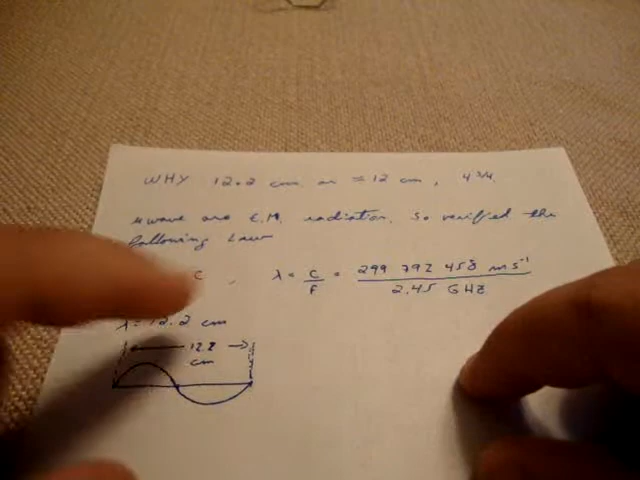 WHY 12.2 cm or ≈ 12 cm, 4 3/4
μwave are E.M. radiation. So verified the
following Law
C , λ = C/F = 299 792 458 m s⁻¹ / 2.45 GHZ
λ = 12.2 cm
12.2
cm